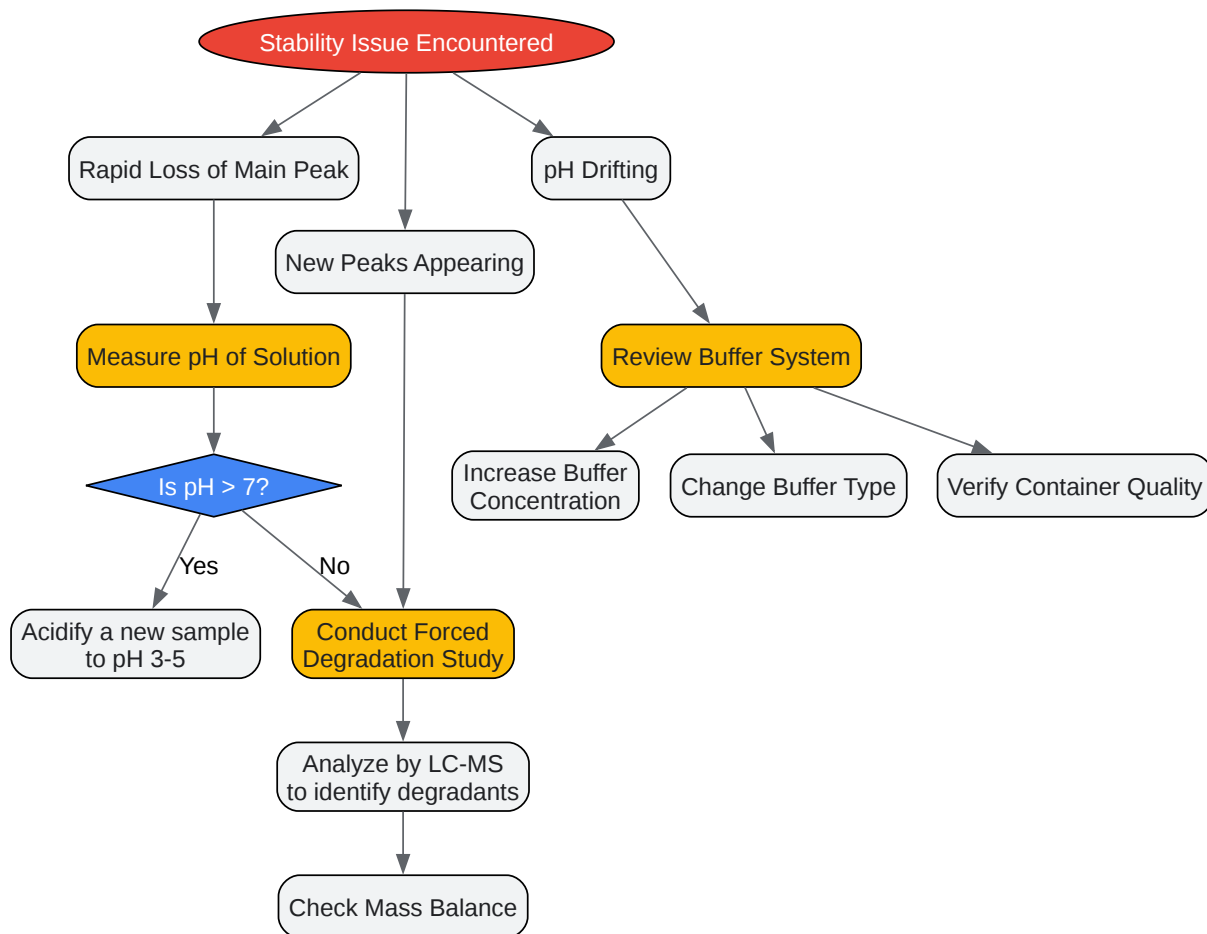 Stability Issue Encountered
Rapid Loss of Main Peak
pH Drifting
New Peaks Appearing
Measure pH of Solution
Review Buffer System
Is pH > 7?
Increase Buffer
Concentration
Change Buffer Type
Verify Container Quality
Yes
No
Acidify a new sample
to pH 3-5
Conduct Forced
Degradation Study
Analyze by LC-MS
to identify degradants
Check Mass Balance